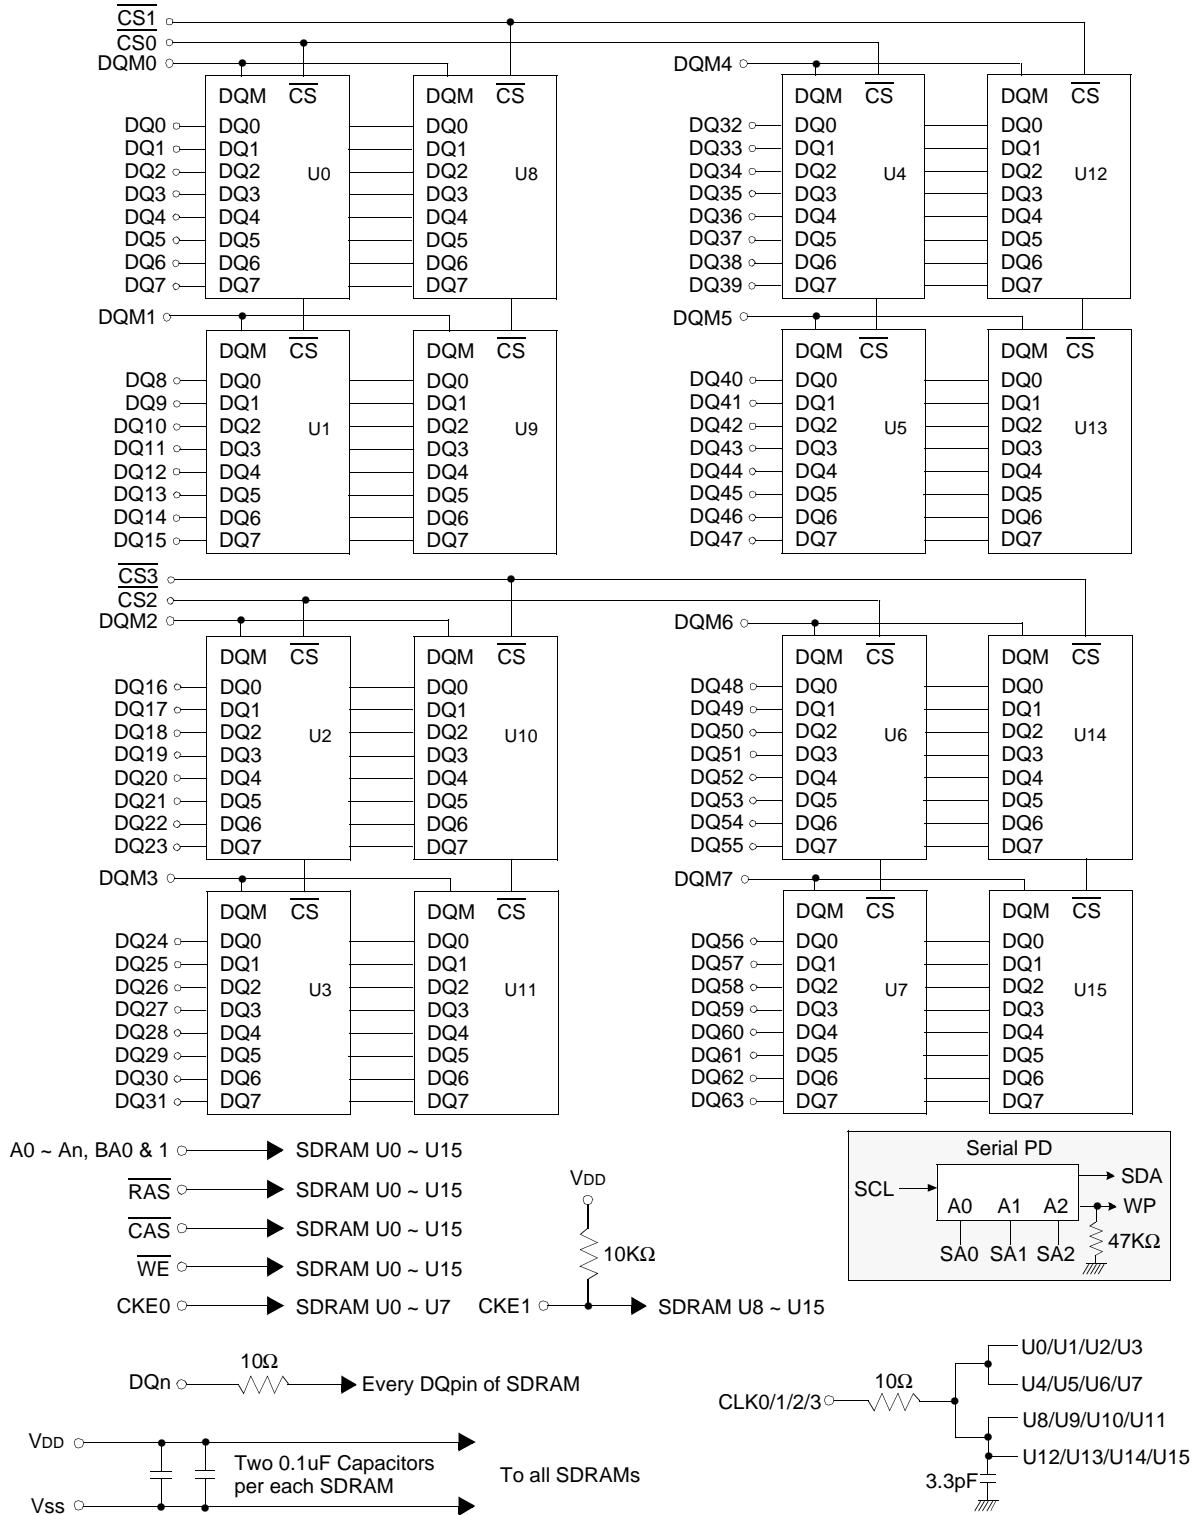 CS1
CS0
DQM0 DQM4
DQM CS DQM CS DQM CS DQM CS
DQ0 DQ0 DQ0 DQ32 DQ0 DQ0
DQ1 DQ1 DQ1 DQ33 DQ1 DQ1
DQ2 DQ2 U0 DQ2 U8 DQ34 DQ2 U4 DQ2 U12
DQ3 DQ3 DQ3 DQ35 DQ3 DQ3
DQ4 DQ4 DQ4 DQ36 DQ4 DQ4
DQ5 DQ5 DQ5 DQ37 DQ5 DQ5
DQ6 DQ6 DQ6 DQ38 DQ6 DQ6
DQ7 DQ7 DQ7 DQ39 DQ7 DQ7
DQM1 DQM5
DQM CS DQM CS DQM CS DQM CS
DQ8 DQ0 DQ0 DQ40 DQ0 DQ0
DQ9 DQ1 DQ1 DQ41 DQ1 DQ1
DQ10 DQ2 U1 DQ2 U9 DQ42 DQ2 U5 DQ2 U13
DQ11 DQ3 DQ3 DQ43 DQ3 DQ3
DQ12 DQ4 DQ4 DQ44 DQ4 DQ4
DQ13 DQ5 DQ5 DQ45 DQ5 DQ5
DQ14 DQ6 DQ6 DQ46 DQ6 DQ6
DQ15 DQ7 DQ7 DQ47 DQ7 DQ7
CS3
CS2
DQM2 DQM6
DQM CS DQM CS DQM CS DQM CS
DQ16 DQ0 DQ0 DQ48 DQ0 DQ0
DQ17 DQ1 DQ1 DQ49 DQ1 DQ1
DQ18 DQ2 U2 DQ2 U10 DQ50 DQ2 U6 DQ2 U14
DQ19 DQ3 DQ3 DQ51 DQ3 DQ3
DQ20 DQ4 DQ4 DQ52 DQ4 DQ4
DQ21 DQ5 DQ5 DQ53 DQ5 DQ5
DQ22 DQ6 DQ6 DQ54 DQ6 DQ6
DQ23 DQ7 DQ7 DQ55 DQ7 DQ7
DQM3 DQM7
DQM CS DQM CS DQM CS DQM CS
DQ24 DQ0 DQ0 DQ56 DQ0 DQ0
DQ25 DQ1 DQ1 DQ57 DQ1 DQ1
DQ26 DQ2 U3 DQ2 U11 DQ58 DQ2 U7 DQ2 U15
DQ27 DQ3 DQ3 DQ59 DQ3 DQ3
DQ28 DQ4 DQ4 DQ60 DQ4 DQ4
DQ29 DQ5 DQ5 DQ61 DQ5 DQ5
DQ30 DQ6 DQ6 DQ62 DQ6 DQ6
DQ31 DQ7 DQ7 DQ63 DQ7 DQ7
A0 ~ An, BA0 & 1 SDRAM U0 ~ U15
RAS SDRAM U0 ~ U15
CAS SDRAM U0 ~ U15
WE SDRAM U0 ~ U15
CKE0 SDRAM U0 ~ U7
VDD
10KΩ
CKE1 SDRAM U8 ~ U15
Serial PD
SCL SDA
A0 A1 A2 WP
SA0 SA1 SA2 47KΩ
10Ω
DQn Every DQpin of SDRAM
U0/U1/U2/U3
10Ω U4/U5/U6/U7
CLK0/1/2/3
U8/U9/U10/U11
U12/U13/U14/U15
3.3pF
VDD
Two 0.1uF Capacitors
per each SDRAM
To all SDRAMs
Vss